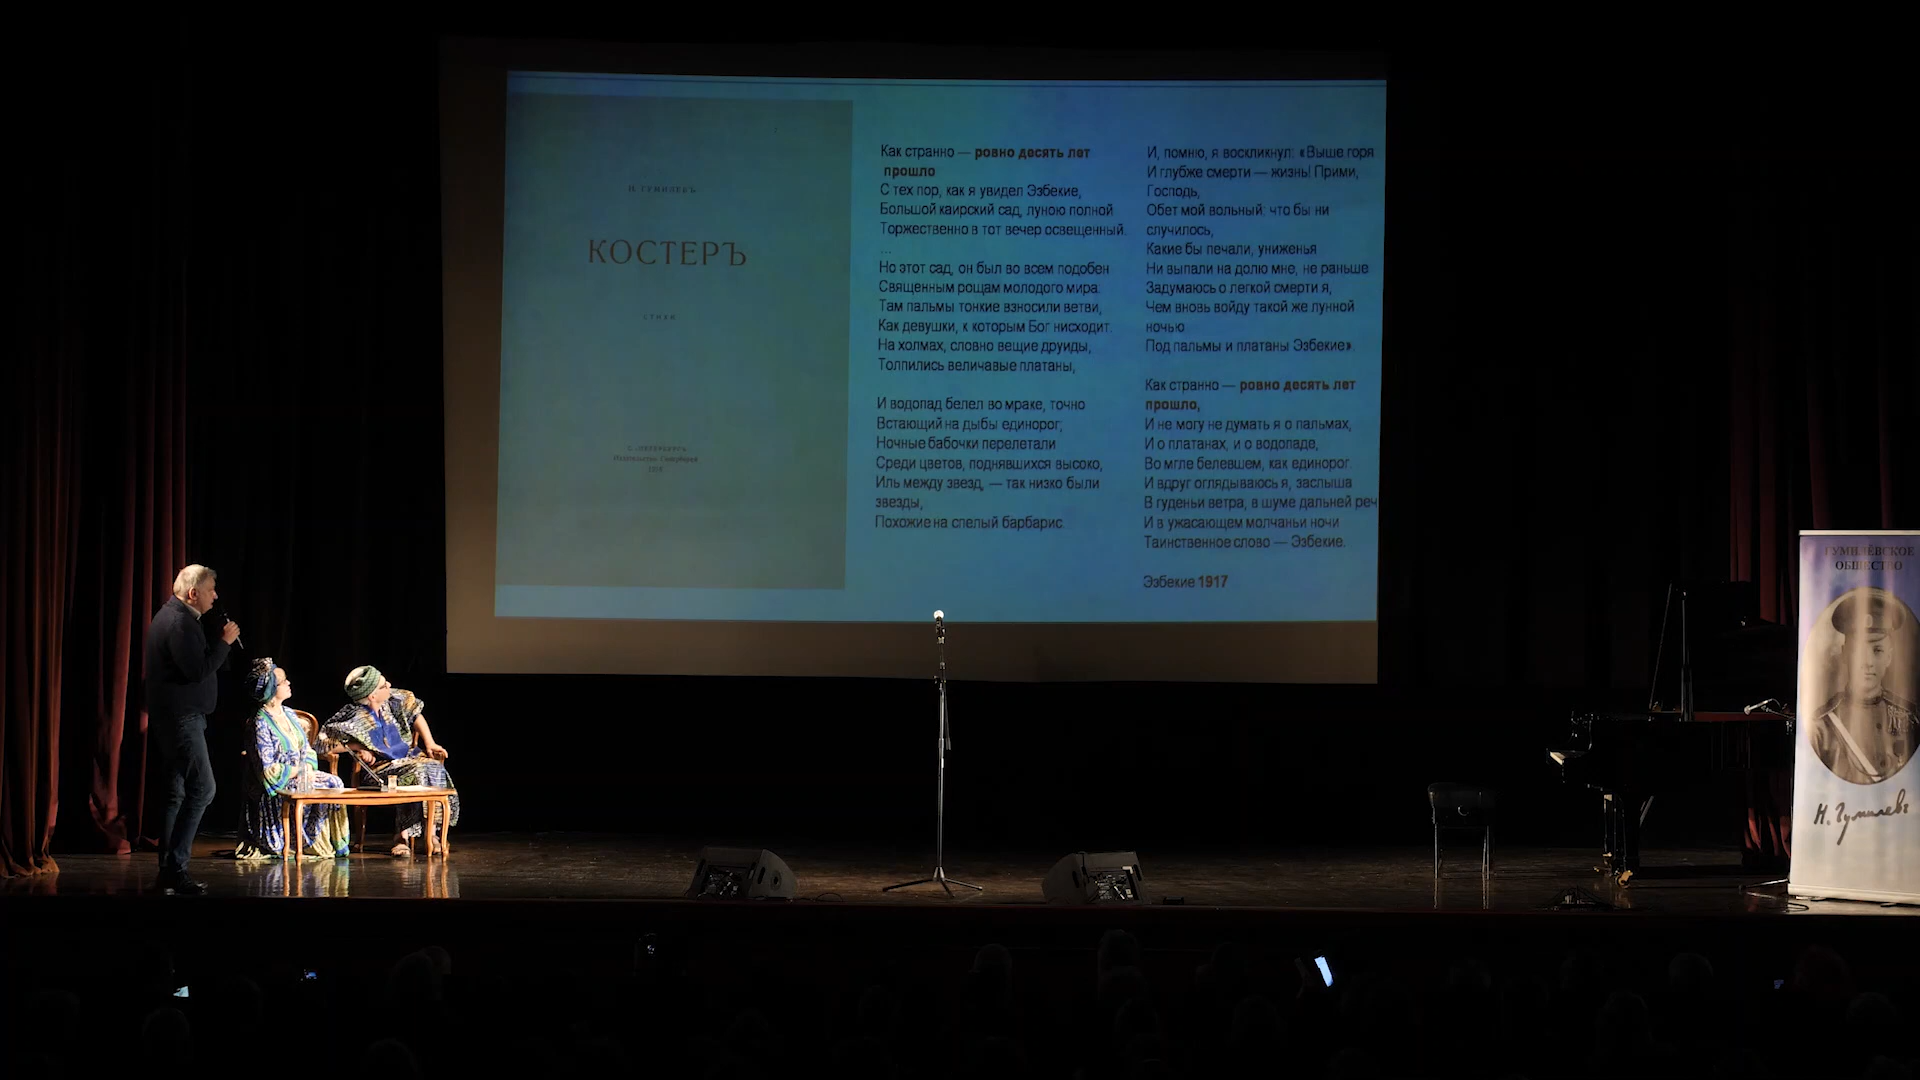 Н. ГУМИЛЕВЪ
КОСТЕРЪ
СТИХИ
С.-ПЕТЕРБУРГЪ
Издательство Гиперборей
1918
Как странно — ровно десять лет
прошло
С тех пор, как я увидел Эзбекие,
Большой каирский сад, луною полной
Торжественно в тот вечер освещенный.
...
Но этот сад, он был во всем подобен
Священным рощам молодого мира:
Там пальмы тонкие взносили ветви,
Как девушки, к которым Бог нисходит.
На холмах, словно вещие друиды,
Толпились величавые платаны,
И водопад белел во мраке, точно
Встающий на дыбы единорог;
Ночные бабочки перелетали
Среди цветов, поднявшихся высоко,
Иль между звезд, — так низко были
звезды,
Похожие на спелый барбарис.
И, помню, я воскликнул: «Выше горя
И глубже смерти — жизнь! Прими,
Господь,
Обет мой вольный: что бы ни
случилось,
Какие бы печали, униженья
Ни выпали на долю мне, не раньше
Задумаюсь о легкой смерти я,
Чем вновь войду такой же лунной
ночью
Под пальмы и платаны Эзбекие».
Как странно — ровно десять лет
прошло,
И не могу не думать я о пальмах,
И о платанах, и о водопаде,
Во мгле белевшем, как единорог.
И вдруг оглядываюсь я, заслыша
В гуденьи ветра, в шуме дальней реч
И в ужасающем молчаньи ночи
Таинственное слово — Эзбекие.
Эзбекие 1917
ГУМИЛЁВСКОЕ
ОБЩЕСТВО
Н. Гумилевъ